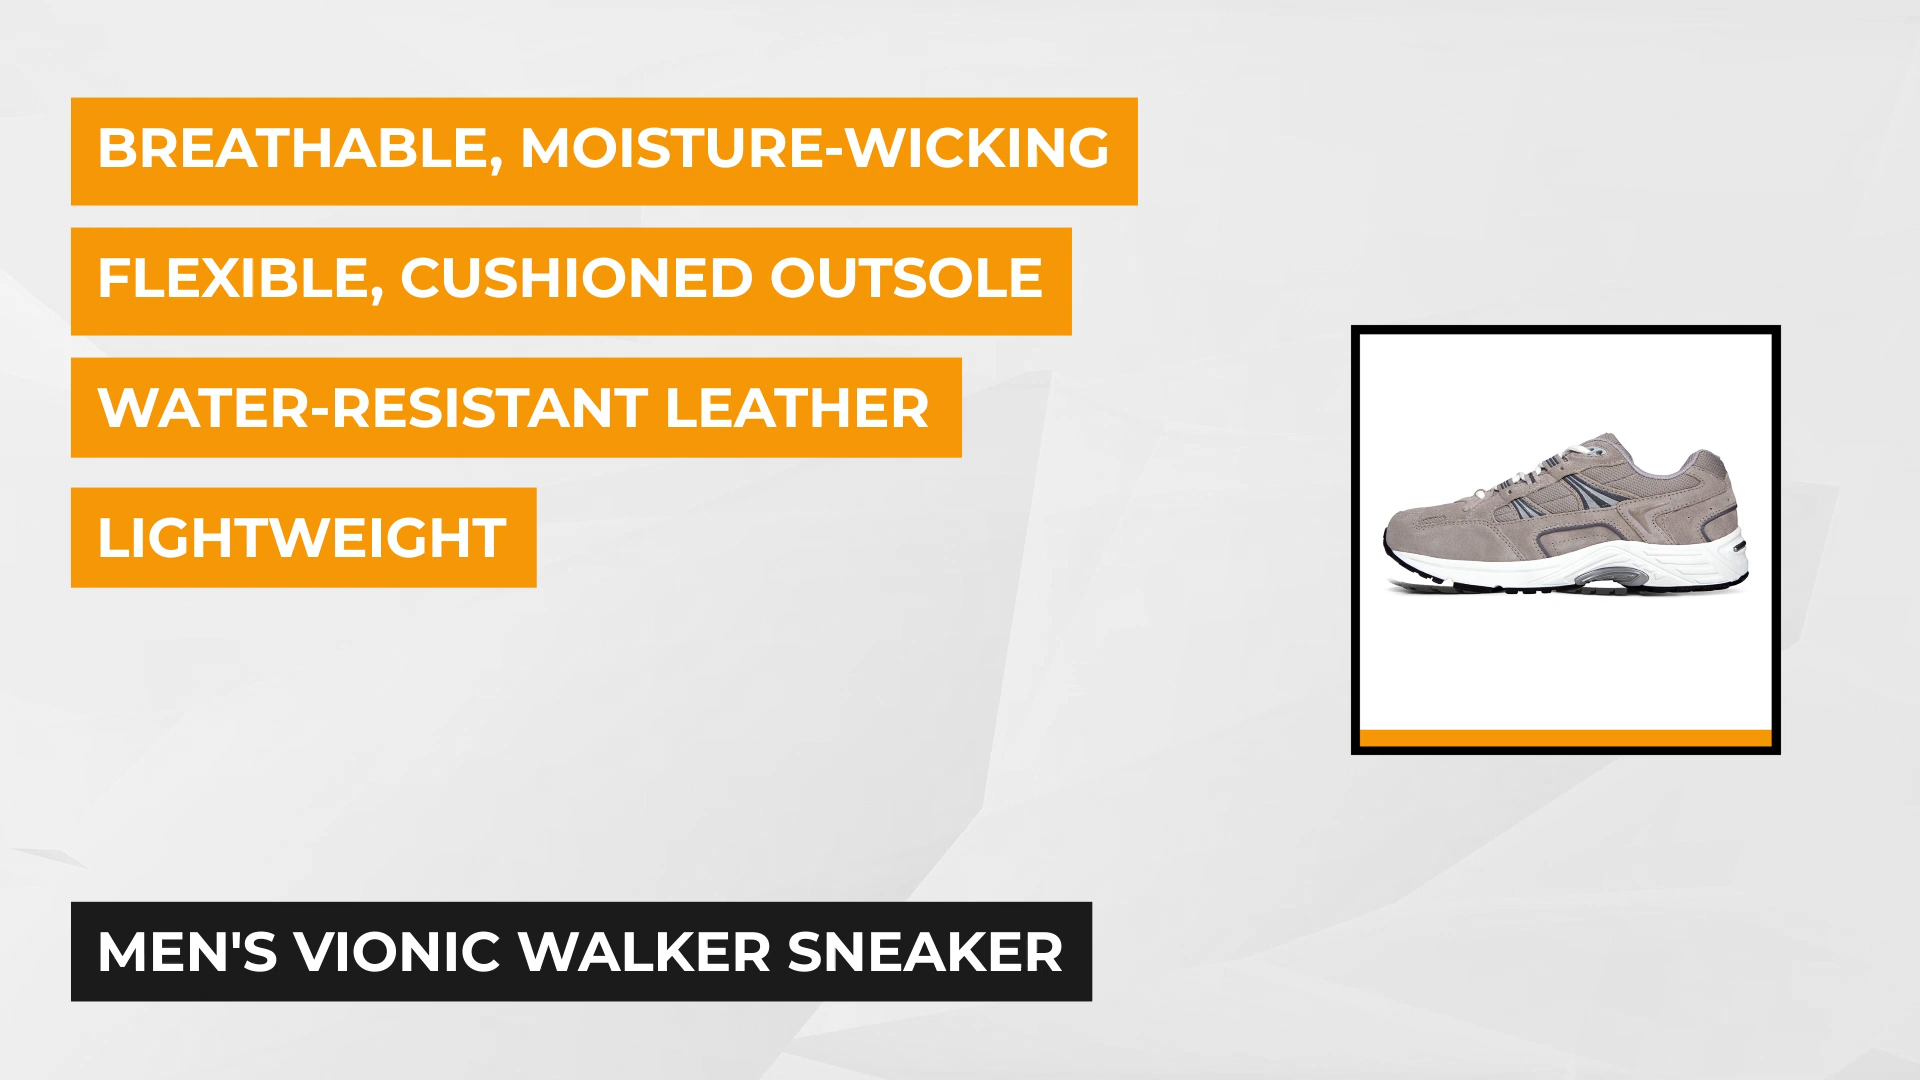 BREATHABLE, MOISTURE-WICKING
FLEXIBLE, CUSHIONED OUTSOLE
WATER-RESISTANT LEATHER
LIGHTWEIGHT
MEN'S VIONIC WALKER SNEAKER